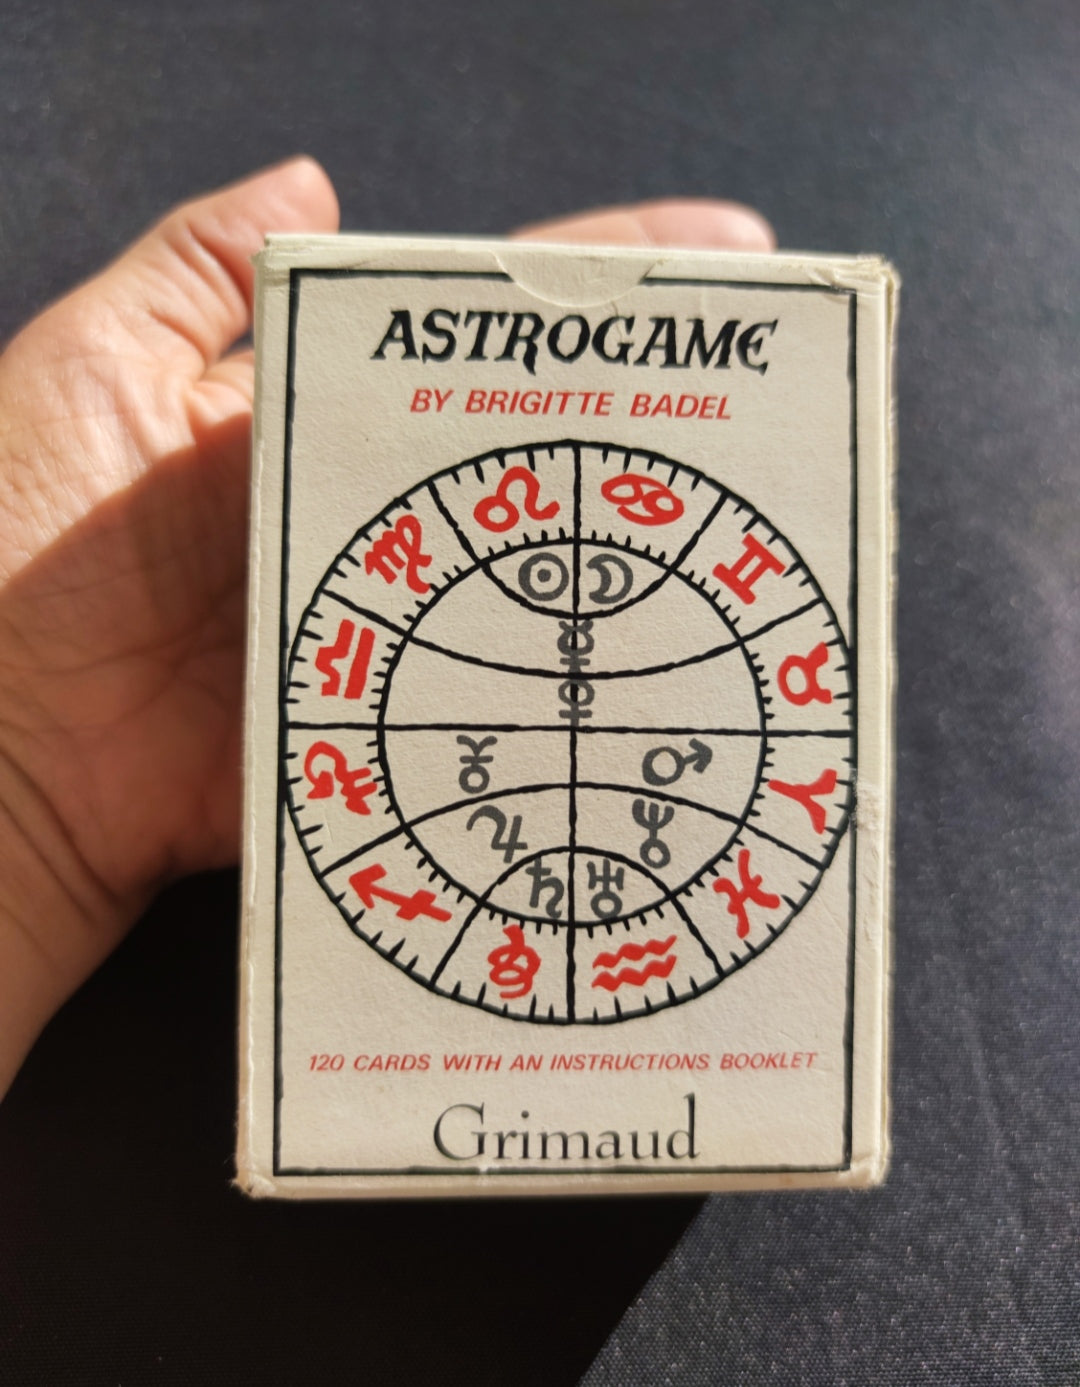 ASTROGAME
BY BRIGITTE BADEL
120 CARDS WITH AN INSTRUCTIONS BOOKLET
Grimaud